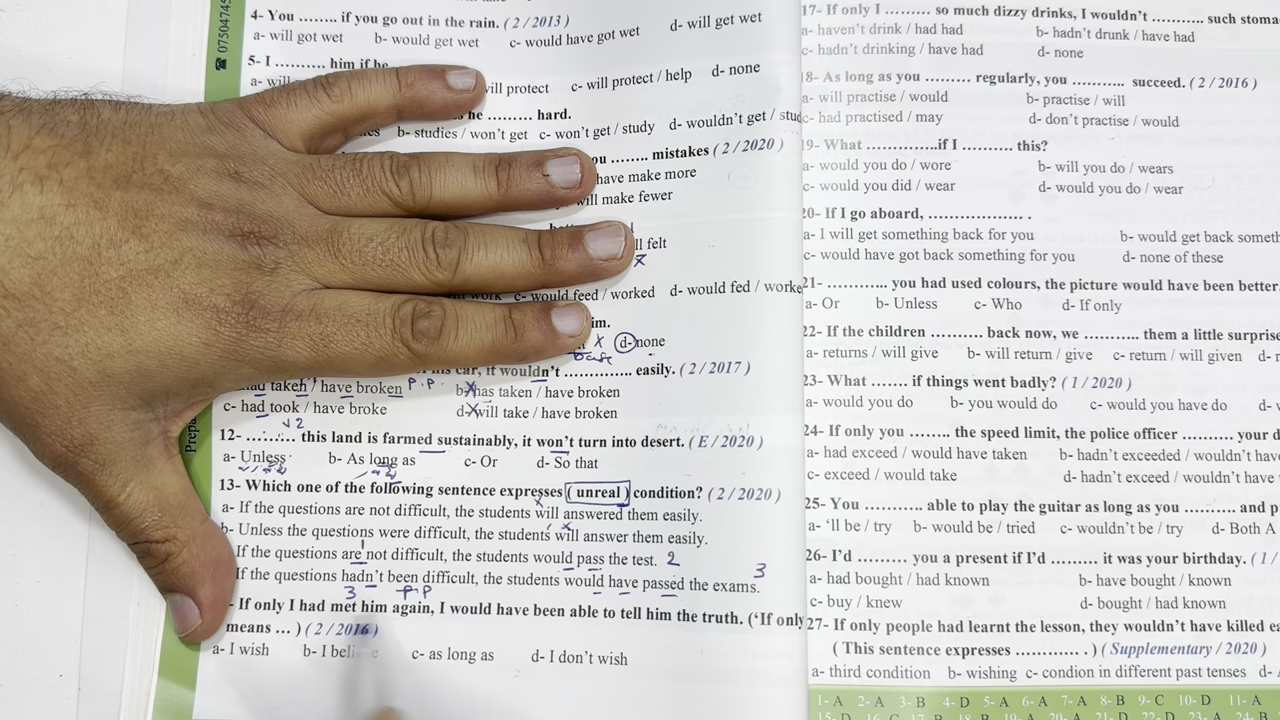 07504745
4- You ........ if you go out in the rain. ( 2 / 2013 )
a- will got wet b- would get wet c- would have got wet d- will get wet
5- I .......... him if he
a- will protect c- will protect / help d- none
he ......... hard.
b- studies / won't get c- won't get / study d- wouldn't get /
........ mistakes ( 2 / 2020 )
have make more
will make fewer
felt
x
work c- would feed / worked d- would fed / worke
im.
x d- none
base
car, it wouldn't .............. easily. ( 2 / 2017 )
had taken / have broken P.P. b- has taken / have broken
c- had took / have broke d- will take / have broken
v2
12- .......... this land is farmed sustainably, it won't turn into desert. ( E / 2020 )
a- Unless b- As long as c- Or d- So that
13- Which one of the following sentence expresses ( unreal ) condition? ( 2 / 2020 )
a- If the questions are not difficult, the students will answered them easily.
b- Unless the questions were difficult, the students will answer them easily.
If the questions are not difficult, the students would pass the test. 2
If the questions hadn't been difficult, the students would have passed the exams. 3
3 P.P
- If only I had met him again, I would have been able to tell him the truth. ('If only
means ... ) ( 2 / 2016 )
a- I wish b- I beli c- as long as d- I don't wish
17- If only I ......... so much dizzy drinks, I wouldn't ........... such stoma
a- haven't drink / had had b- hadn't drunk / have had
c- hadn't drinking / have had d- none
18- As long as you ......... regularly, you ........... succeed. ( 2 / 2016 )
a- will practise / would b- practise / will
c- had practised / may d- don't practise / would
19- What .............if I .......... this?
a- would you do / wore b- will you do / wears
c- would you did / wear d- would you do / wear
20- If I go aboard, ................. .
a- I will get something back for you b- would get back someth
c- would have got back something for you d- none of these
21- ............ you had used colours, the picture would have been better.
a- Or b- Unless c- Who d- If only
22- If the children .......... back now, we ........... them a little surprise
a- returns / will give b- will return / give c- return / will given d-
23- What ....... if things went badly? ( 1 / 2020 )
a- would you do b- you would do c- would you have do d-
24- If only you ........ the speed limit, the police officer .......... your d
a- had exceed / would have taken b- hadn't exceeded / wouldn't hav
c- exceed / would take d- hadn't exceed / wouldn't have
25- You ........... able to play the guitar as long as you .......... and p
a- 'll be / try b- would be / tried c- wouldn't be / try d- Both A
26- I'd ......... you a present if I'd ......... it was your birthday. ( 1 /
a- had bought / had known b- have bought / known
c- buy / knew d- bought / had known
27- If only people had learnt the lesson, they wouldn't have killed ea
( This sentence expresses ............ . ) ( Supplementary / 2020 )
a- third condition b- wishing c- condion in different past tenses d-
1- A 2- A 3- B 4- D 5- A 6- A 7- A 8- B 9- C 10- D 11- A